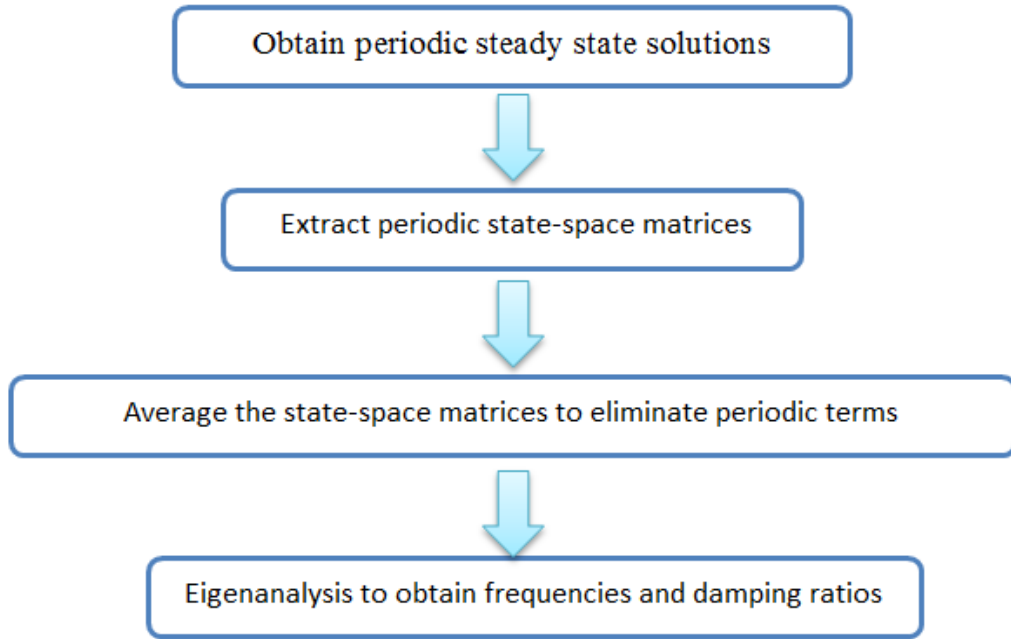 Obtain periodic steady state solutions
Extract periodic state-space matrices
Average the state-space matrices to eliminate periodic terms
Eigenanalysis to obtain frequencies and damping ratios